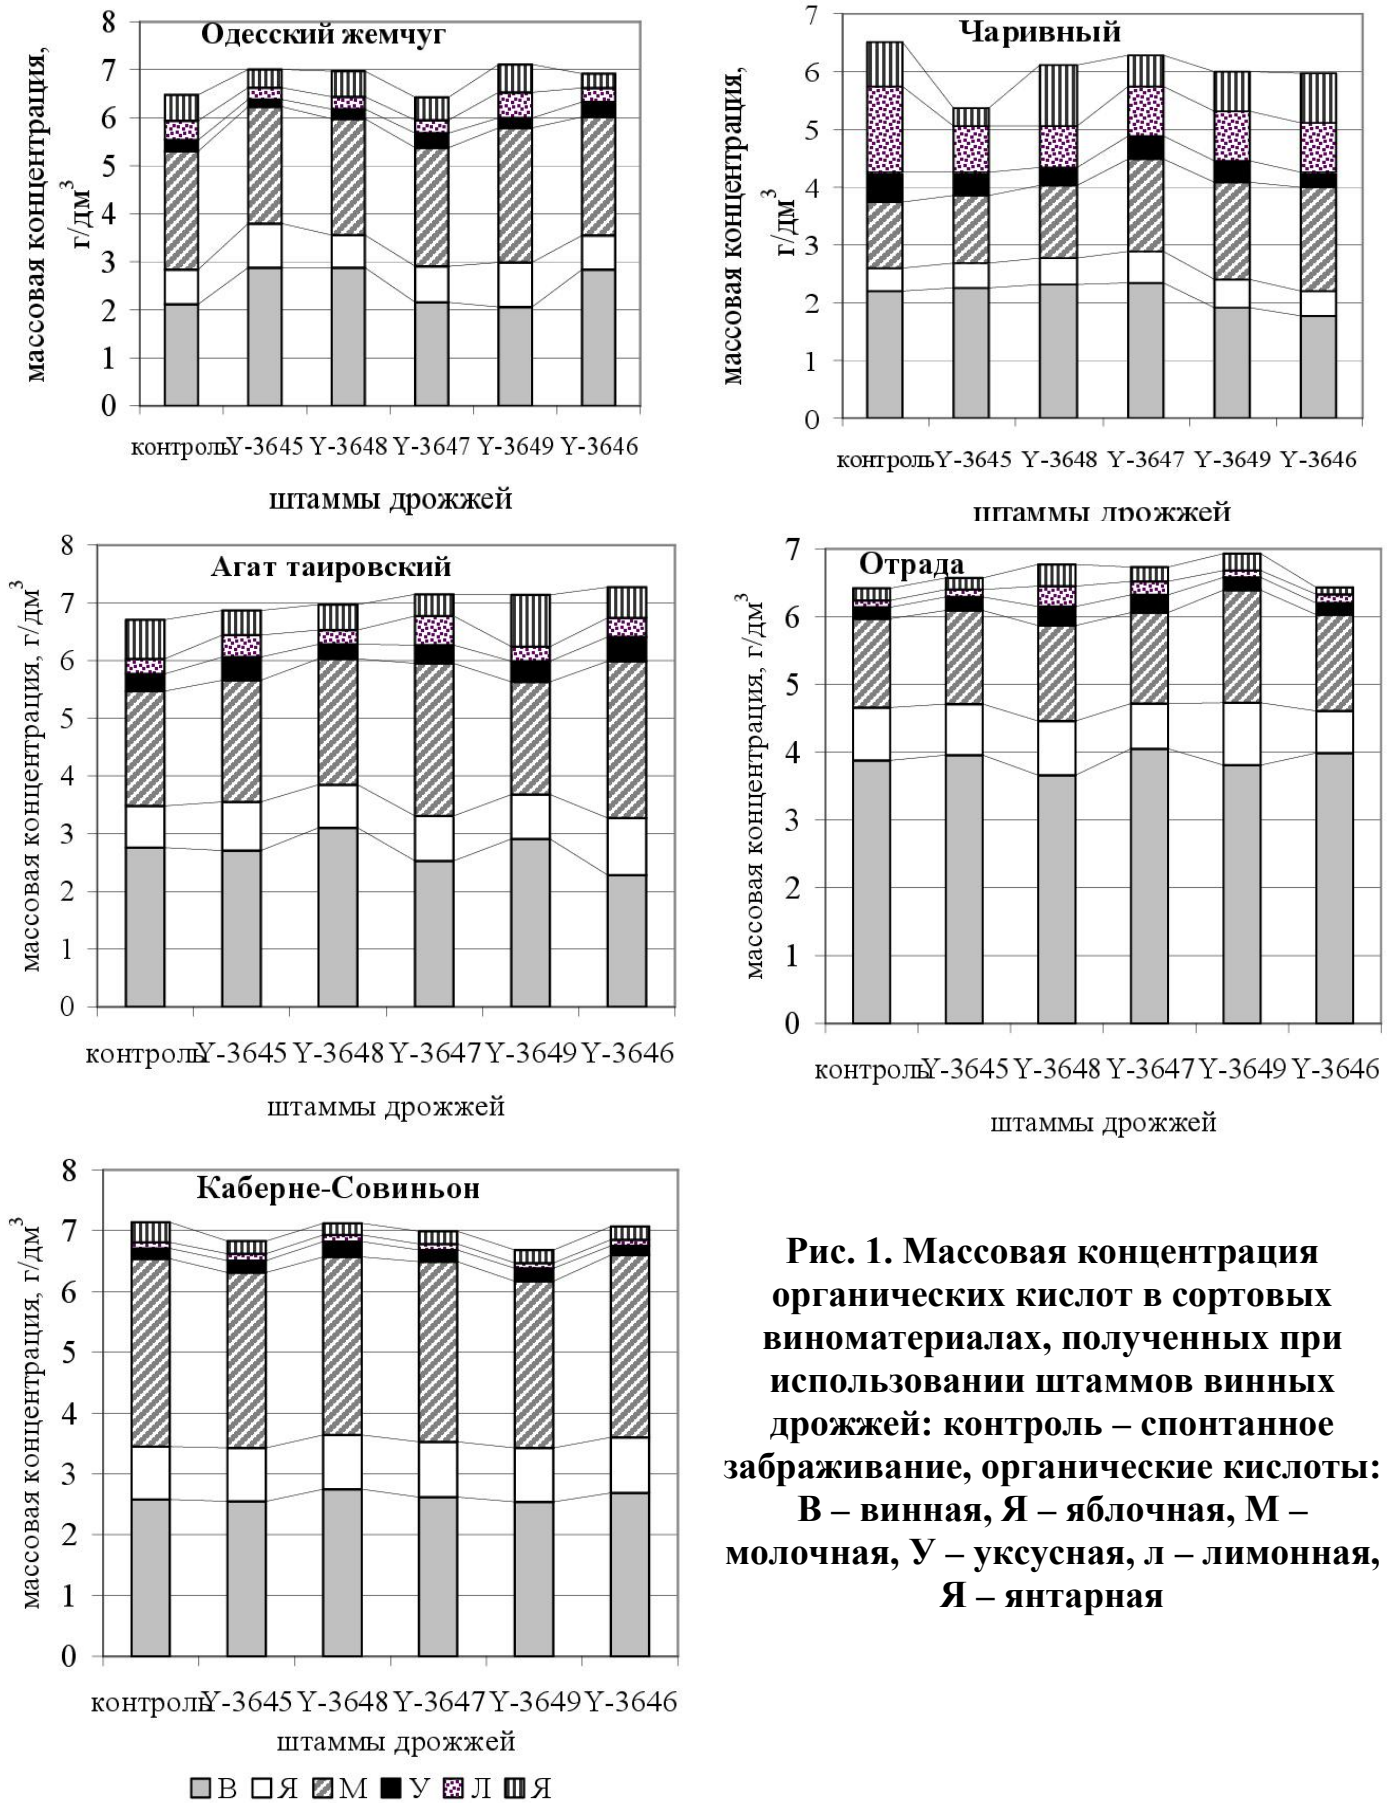 Одесский жемчуг
массовая концентрация,
г/дм³
8
7
6
5
4
3
2
1
0
контроль Y-3645 Y-3648 Y-3647 Y-3649 Y-3646
штаммы дрожжей
Чаривный
массовая концентрация,
г/дм³
7
6
5
4
3
2
1
0
контроль Y-3645 Y-3648 Y-3647 Y-3649 Y-3646
штаммы дрожжей
Агат таировский
массовая концентрация, г/дм³
8
7
6
5
4
3
2
1
0
контроль Y-3645 Y-3648 Y-3647 Y-3649 Y-3646
штаммы дрожжей
Отрада
массовая концентрация, г/дм³
7
6
5
4
3
2
1
0
контроль Y-3645 Y-3648 Y-3647 Y-3649 Y-3646
штаммы дрожжей
Каберне-Совиньон
массовая концентрация, г/дм³
8
7
6
5
4
3
2
1
0
контроль Y-3645 Y-3648 Y-3647 Y-3649 Y-3646
штаммы дрожжей
В Я М У Л Я
Рис. 1. Массовая концентрация
органических кислот в сортовых
виноматериалах, полученных при
использовании штаммов винных
дрожжей: контроль – спонтанное
забраживание, органические кислоты:
В – винная, Я – яблочная, М –
молочная, У – уксусная, л – лимонная,
Я – янтарная